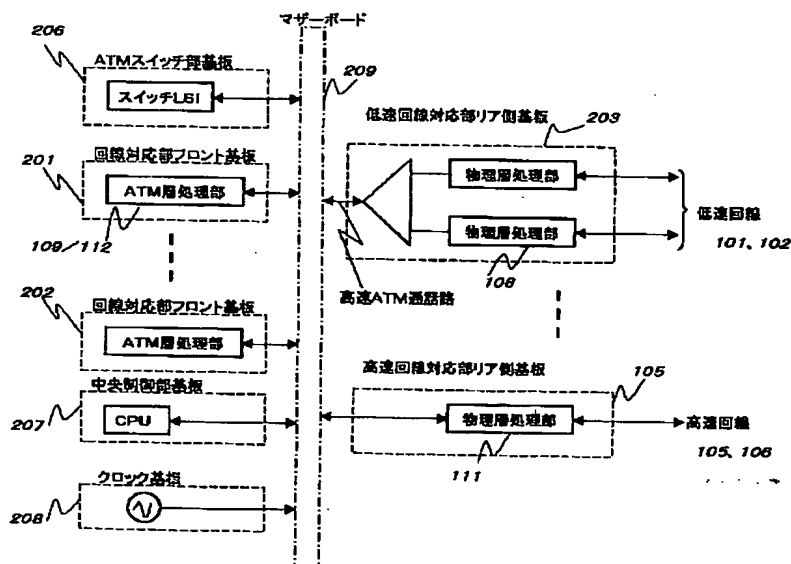 マザーボード
206
ATMスイッチ部基板
スイッチLSI
209
低速回線対応部リア側基板
203
201
回線対応部フロント基板
ATM層処理部
109/112
物理層処理部
物理層処理部
108
低速回線
101、102
高速ATM通話路
202
回線対応部フロント基板
ATM層処理部
高速回線対応部リア側基板
105
中央制御部基板
CPU
207
物理層処理部
111
高速回線
105、106
クロック基板
208